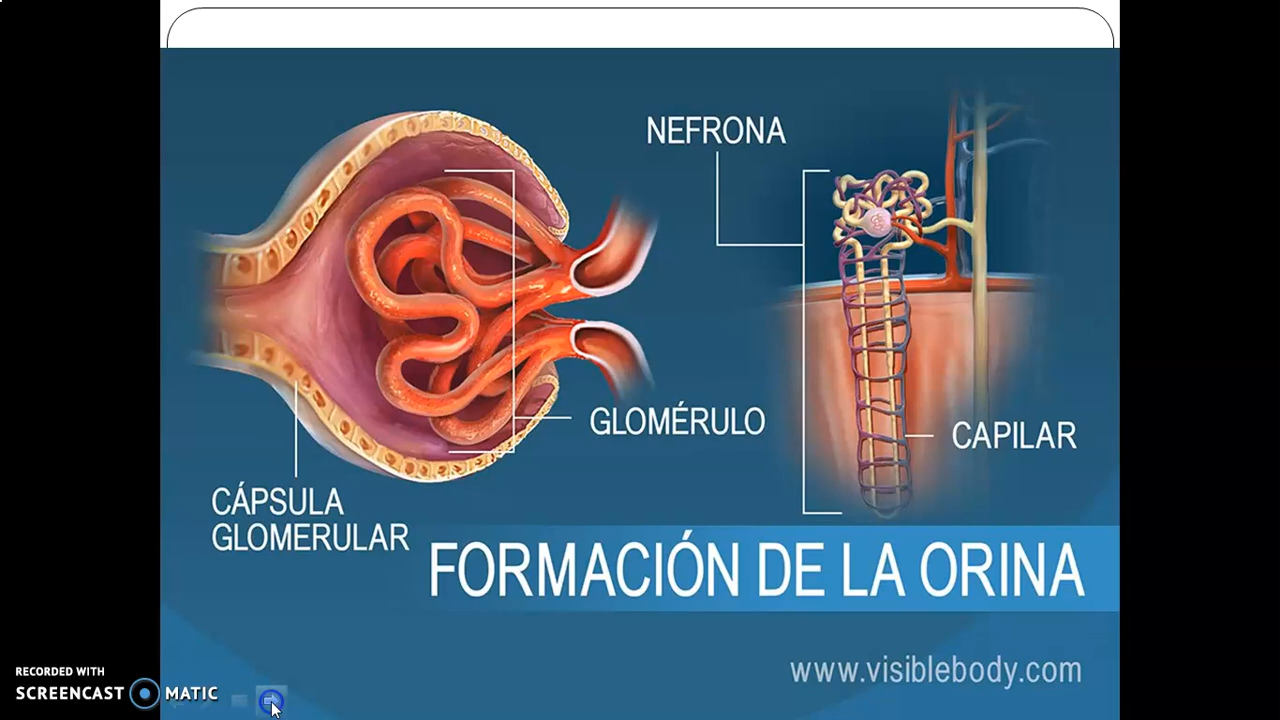 NEFRONA
GLOMÉRULO
CAPILAR
CÁPSULA
GLOMERULAR
FORMACIÓN DE LA ORINA
www.visiblebody.com
RECORDED WITH
SCREENCAST MATIC